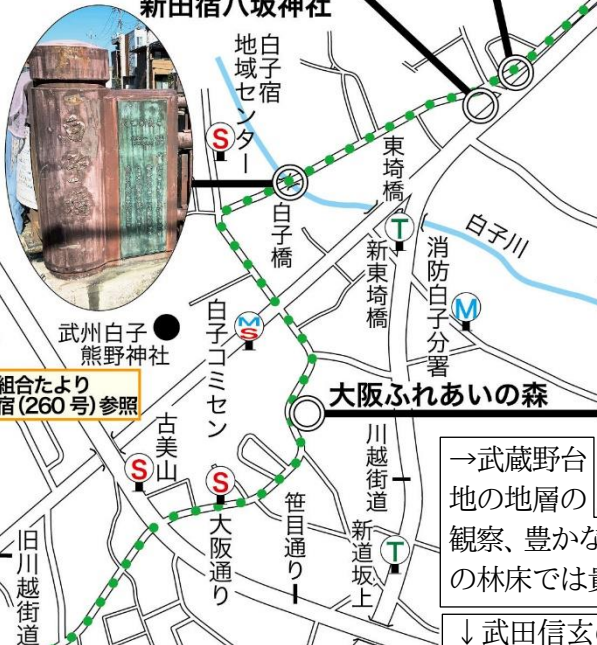 新田宿八坂神社
白子宿
地域センター
S
東埼橋
白子橋
T
新東埼橋
白子川
消防白子分署
M
武州白子
熊野神社
白子コミセン
M
S
組合たより
宿(260号)参照
大阪ふれあいの森
古美山
S
S
大阪通り
笹目通り
川越街道
新道坂上
T
旧川越街道
→武蔵野台
地の地層の
観察、豊かな
の林床では貴
↓武田信玄の
白子橋